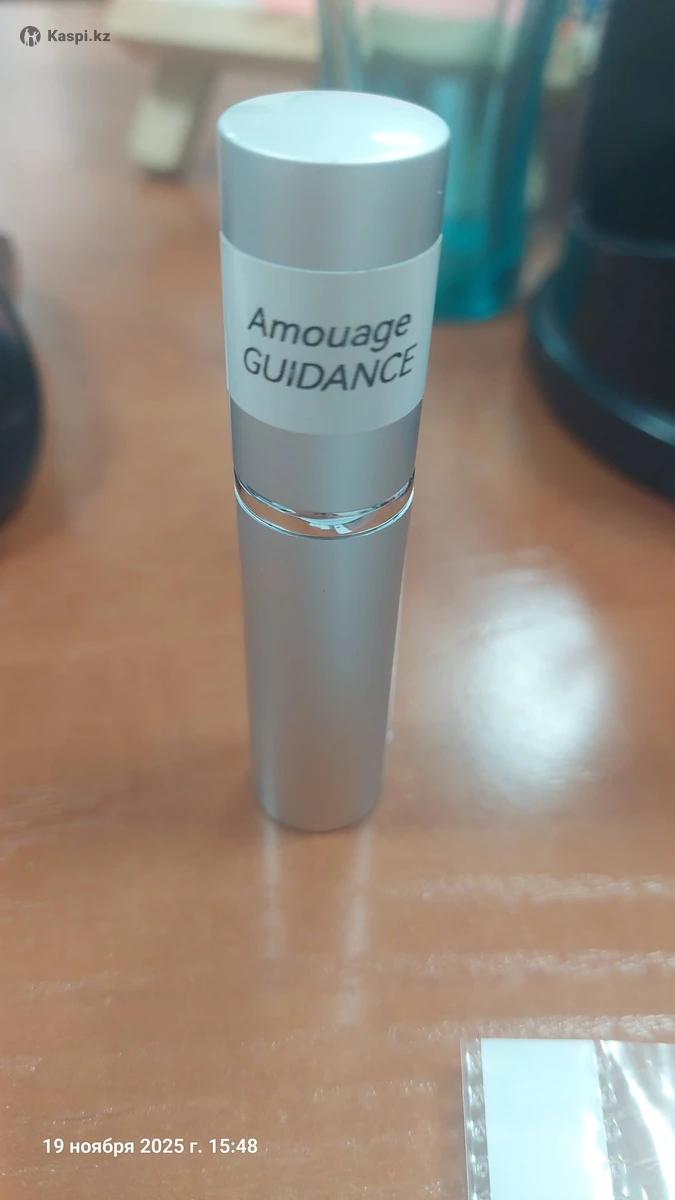 Kaspi.kz
Amouage
GUIDANCE
19 ноября 2025 г. 15:48